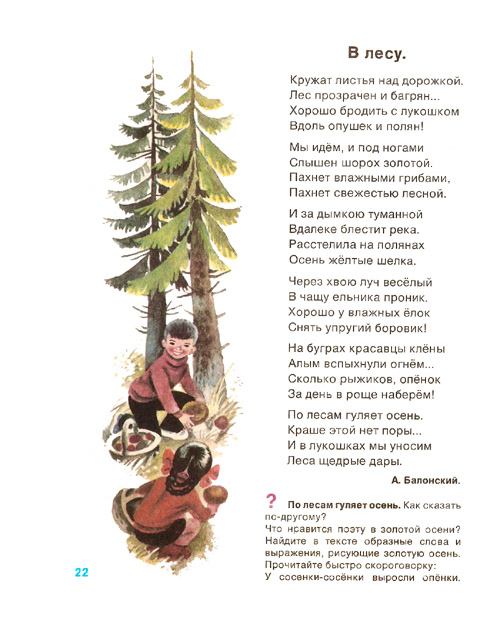 В лесу.
Кружат листья над дорожкой.
Лес прозрачен и багрян...
Хорошо бродить с лукошком
Вдоль опушек и полян!
Мы идём, и под ногами
Слышен шорох золотой.
Пахнет влажными грибами,
Пахнет свежестью лесной.
И за дымкою туманной
Вдалеке блестит река.
Расстелила на полянах
Осень жёлтые шелка.
Через хвою луч весёлый
В чащу ельника проник.
Хорошо у влажных ёлок
Снять упругий боровик!
На буграх красавцы клёны
Алым вспыхнули огнём...
Сколько рыжиков, опёнок
За день в роще наберём!
По лесам гуляет осень.
Краше этой нет поры...
И в лукошках мы уносим
Леса щедрые дары.
А. Балонский.
? По лесам гуляет осень. Как сказать
по-другому?
Что нравится поэту в золотой осени?
Найдите в тексте образные слова и
выражения, рисующие золотую осень.
Прочитайте быстро скороговорку:
У сосенки-сосёнки выросли опёнки.
22